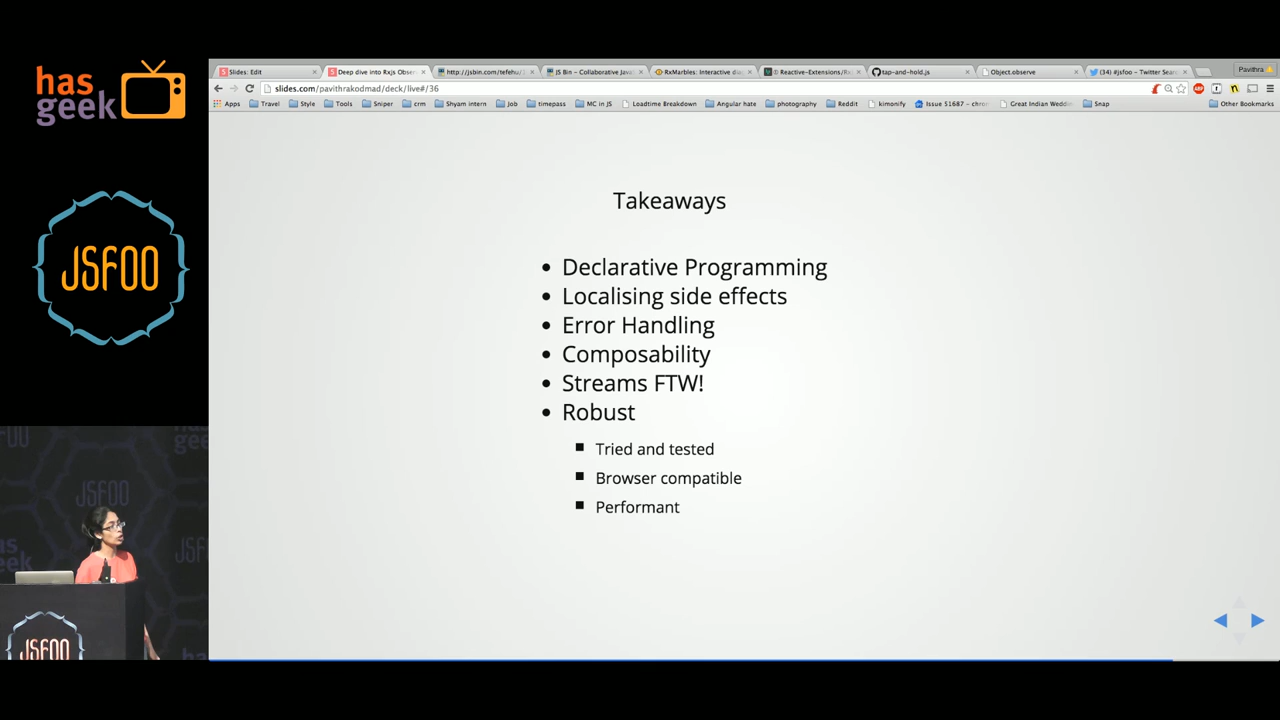 has
geek
JSFOO
Slides: Edit
Deep dive into Rxjs Obser
http://jsbin.com/tefehu/
JS Bin - Collaborative Java
RxMarbles: Interactive dia
Reactive-Extensions/Rx
tap-and-hold.js
Object.observe
(34) #jsfoo - Twitter Searc
Pavithra
slides.com/pavithrakodmad/deck/live#/36
Apps
Travel
Style
Tools
Sniper
crm
Shyam intern
Job
timepass
MC in JS
Loadtime Breakdown
Angular hate
photography
Reddit
kimonify
Issue 51687 - chro
Great Indian Weddi
Snap
Other Bookmarks
Takeaways
• Declarative Programming
• Localising side effects
• Error Handling
• Composability
• Streams FTW!
• Robust
▪ Tried and tested
▪ Browser compatible
▪ Performant
JSFOO
JSFOO